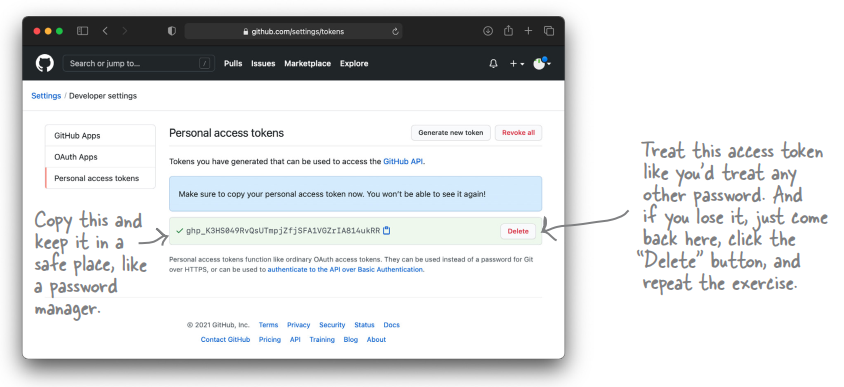 github.com/settings/tokens
Search or jump to...
/
Pulls Issues Marketplace Explore
Settings / Developer settings
GitHub Apps
OAuth Apps
Personal access tokens
Personal access tokens
Generate new token
Revoke all
Tokens you have generated that can be used to access the GitHub API.
Make sure to copy your personal access token now. You won't be able to see it again!
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
Delete
Personal access tokens function like ordinary OAuth access tokens. They can be used instead of a password for Git
over HTTPS, or can be used to authenticate to the API over Basic Authentication.
© 2021 GitHub, Inc. Terms Privacy Security Status Docs
Contact GitHub Pricing API Training Blog About
Copy this and
keep it in a
safe place, like
a password
manager.
Treat this access token
like you'd treat any
other password. And
if you lose it, just come
back here, click the
"Delete" button, and
repeat the exercise.